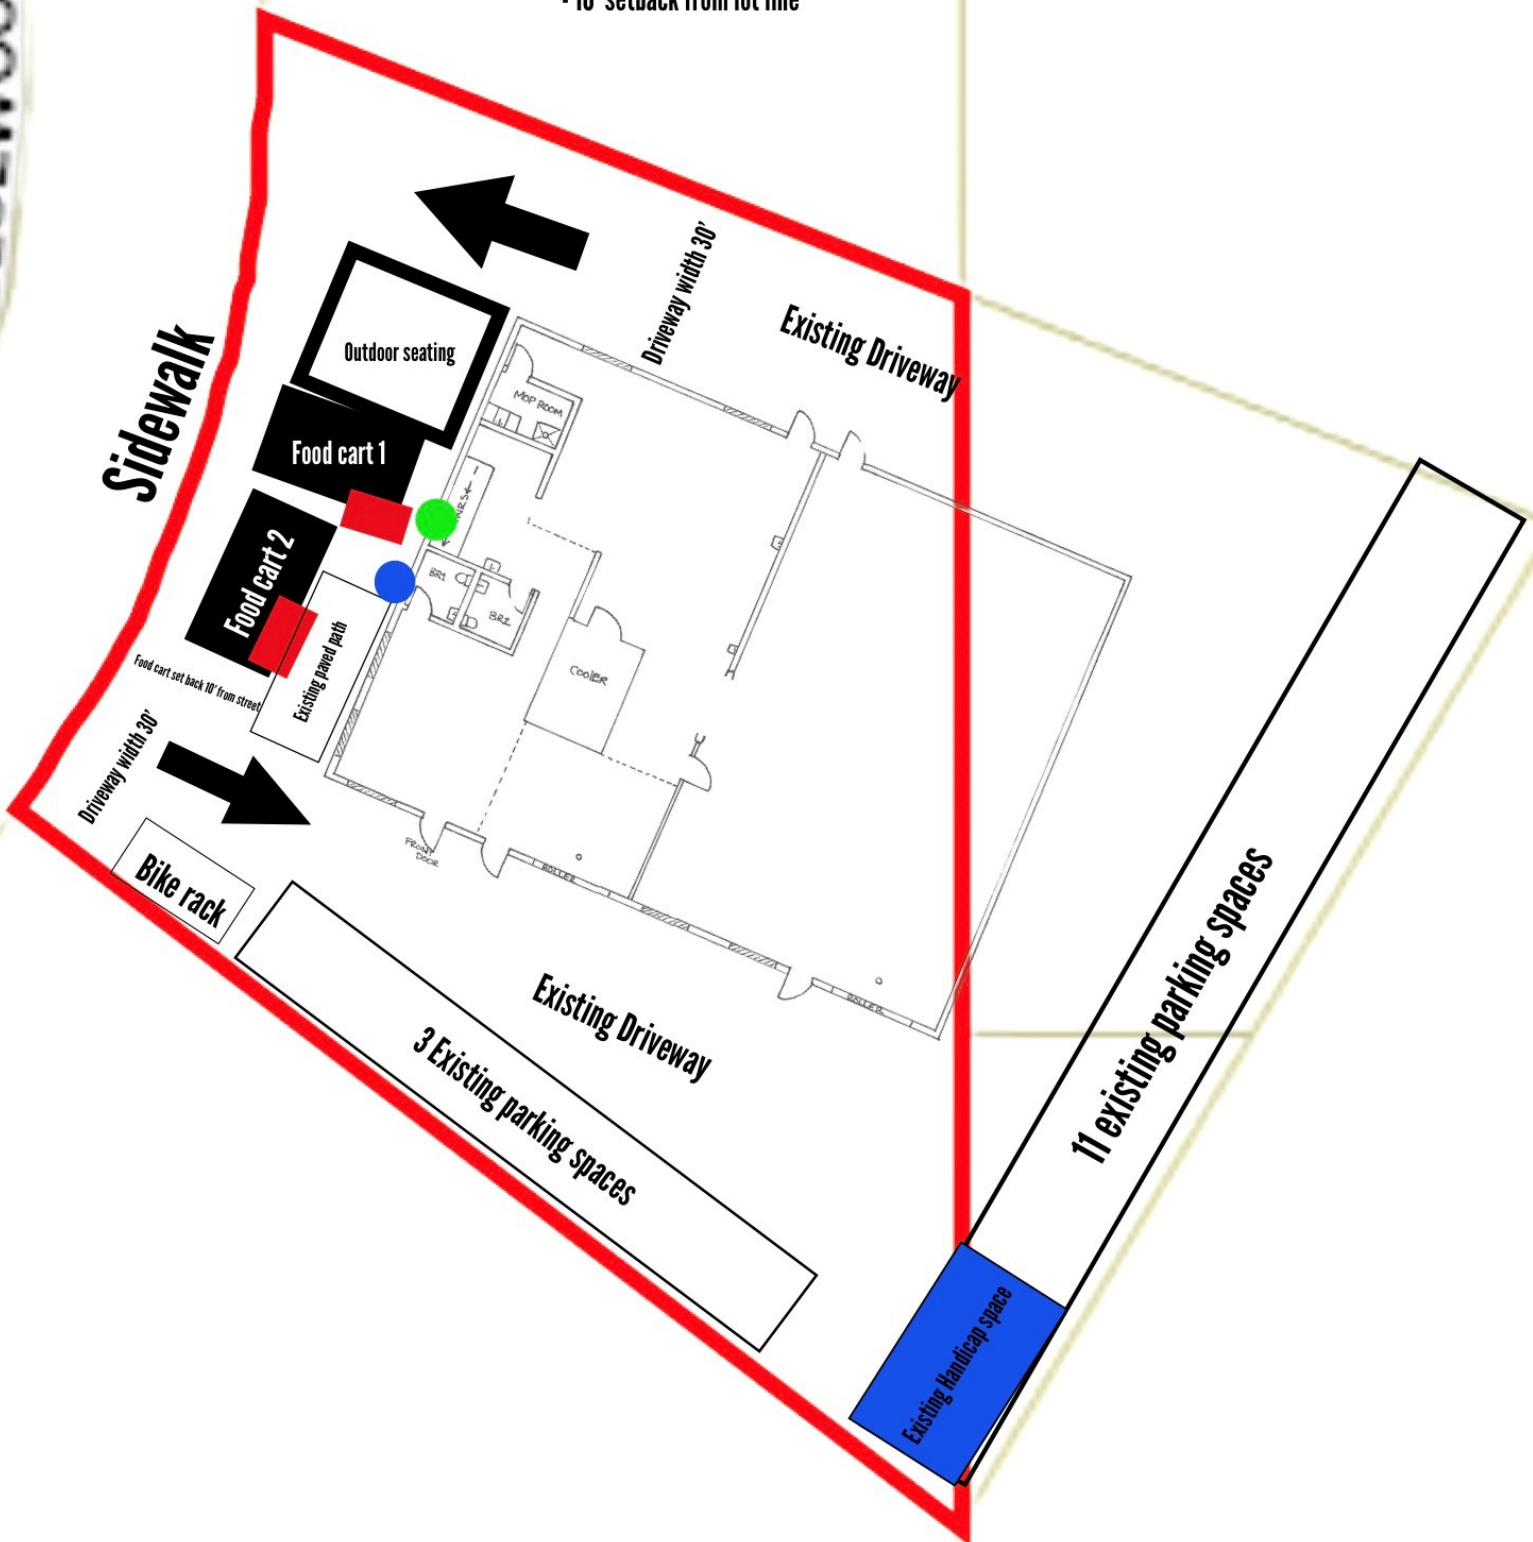 - 10' setback from lot line
Driveway width 30'
Existing Driveway
Outdoor seating
Sidewalk
MOP ROOM
Food cart 1
Food cart 2
BR1
BR2
Existing paved path
COOLER
Food cart set back 10' from street
Driveway width 30'
FRONT
DOOR
Bike rack
ROLLER
ROLLER
Existing Driveway
3 Existing parking spaces
11 existing parking spaces
Existing Handicap space